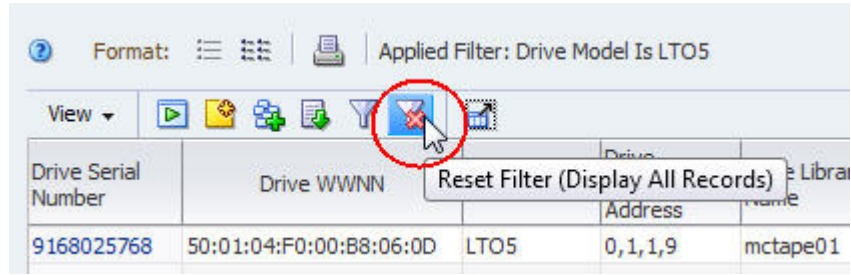 Format: Applied Filter: Drive Model Is LTO5
View
Reset Filter (Display All Records)
Drive Serial Number
Drive WWNN
Drive
Address
Librar
9168025768 50:01:04:F0:00:B8:06:0D LTO5 0,1,1,9 mctape01